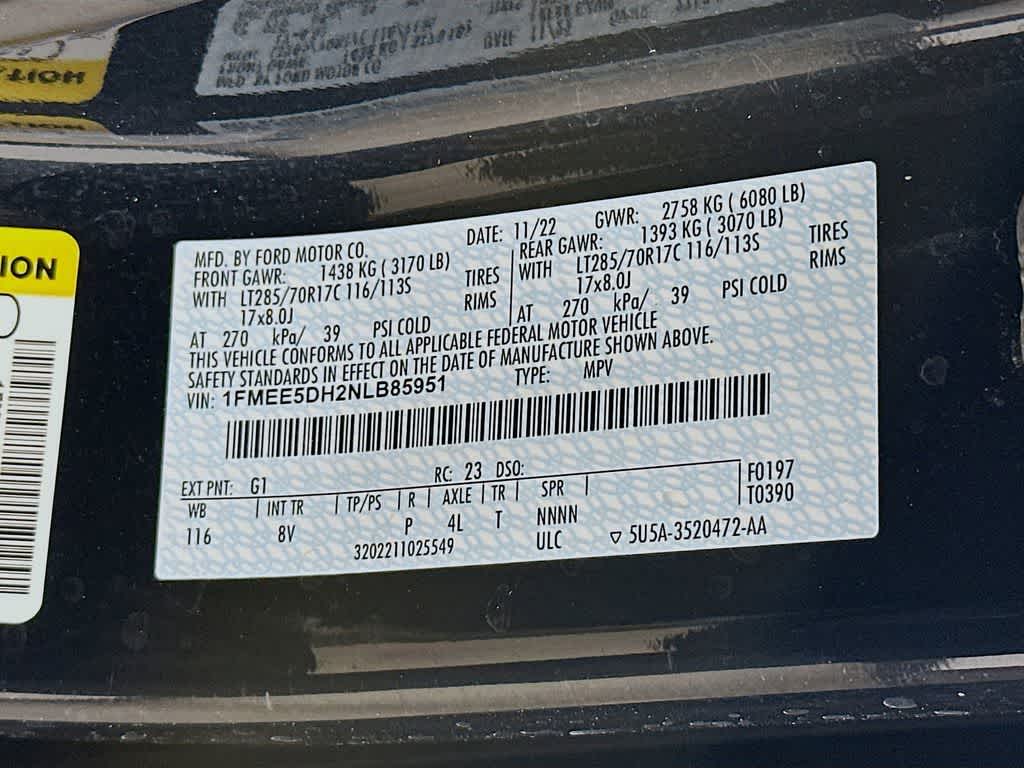 MFD. BY FORD MOTOR CO.
DATE: 11/22 GVWR: 2758 KG ( 6080 LB)
FRONT GAWR: 1438 KG ( 3170 LB)
WITH LT285/70R17C 116/113S TIRES
17x8.0J RIMS
AT 270 kPa/ 39 PSI COLD
REAR GAWR: 1393 KG ( 3070 LB)
WITH LT285/70R17C 116/113S TIRES
17x8.0J RIMS
AT 270 kPa/ 39 PSI COLD
THIS VEHICLE CONFORMS TO ALL APPLICABLE FEDERAL MOTOR VEHICLE
SAFETY STANDARDS IN EFFECT ON THE DATE OF MANUFACTURE SHOWN ABOVE.
VIN: 1FMEE5DH2NLB85951 TYPE: MPV
EXT PNT: G1 RC: 23 DSO:
WB INT TR TP/PS R AXLE TR SPR F0197
T0390
116 8V P 4L T NNNN
3202211025549 ULC ▽ 5U5A-3520472-AA
ION